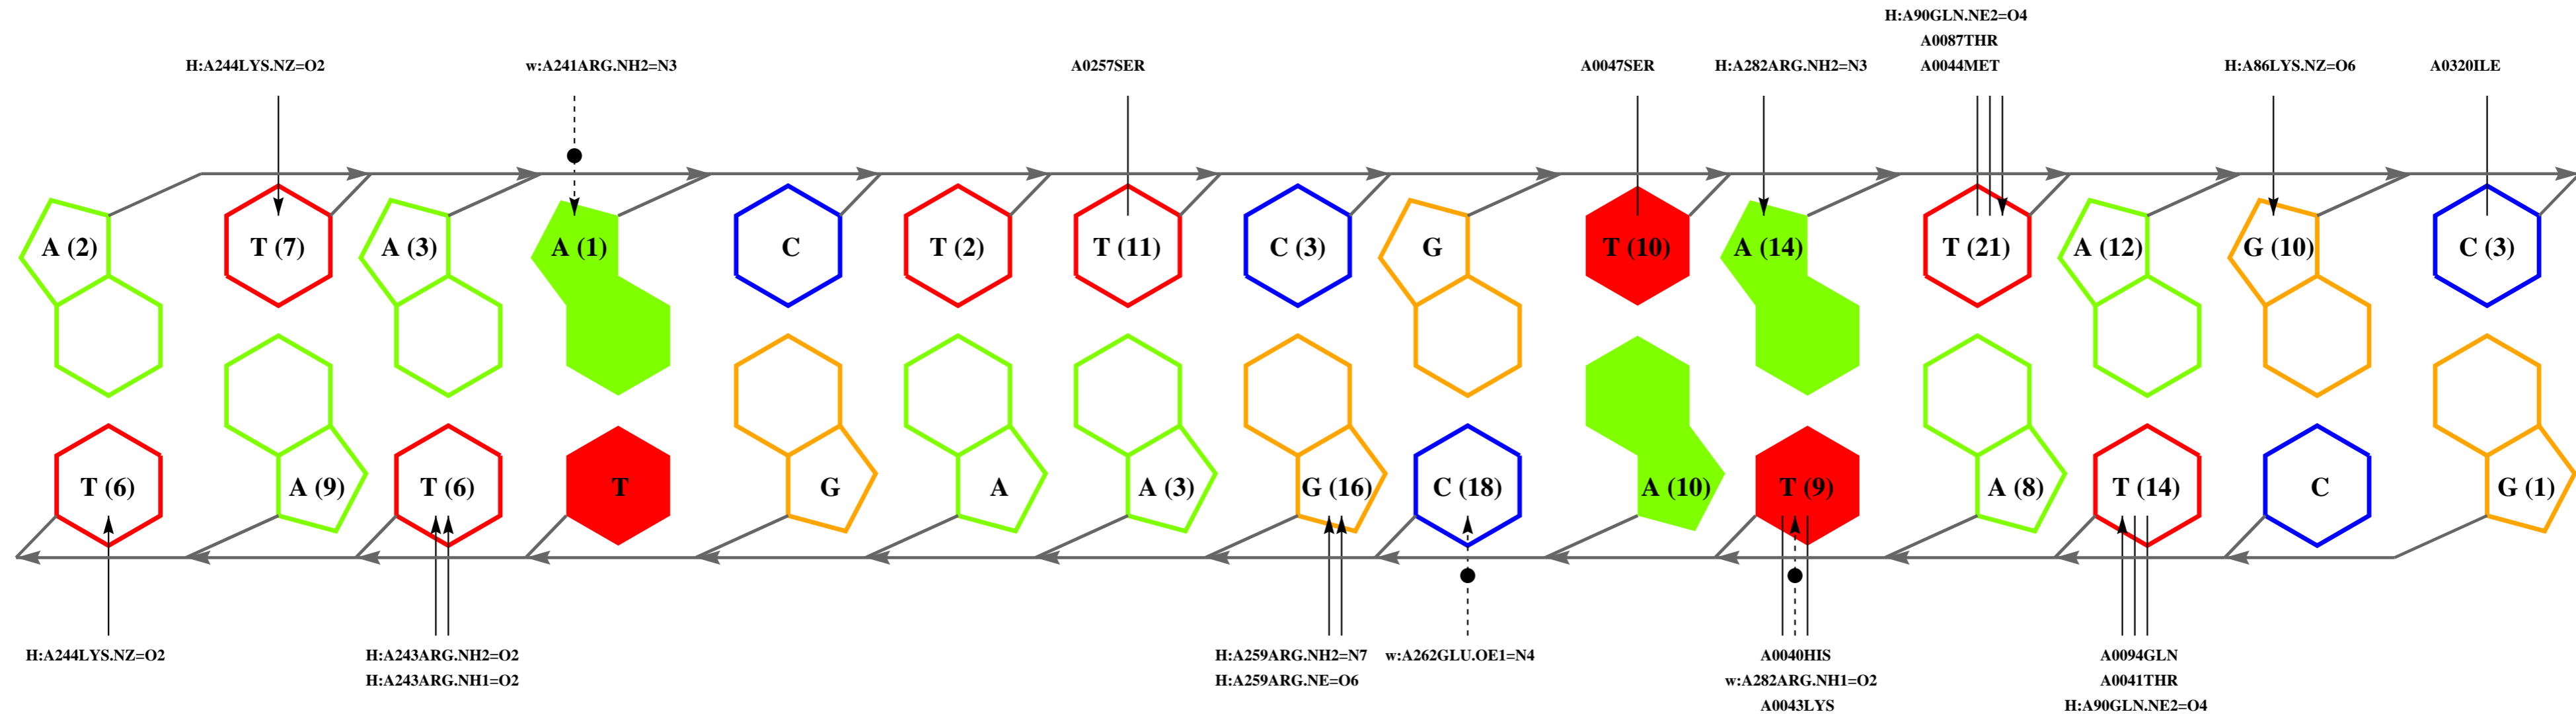 H:A90GLN.NE2=O4
A0087THR
H:A244LYS.NZ=O2 w:A241ARG.NH2=N3 A0257SER A0047SER H:A282ARG.NH2=N3 A0044MET H:A86LYS.NZ=O6 A0320ILE
A (2) T (7) A (3) A (1) C T (2) T (11) C (3) G T (10) A (14) T (21) A (12) G (10) C (3)
T (6) A (9) T (6) T G A A (3) G (16) C (18) A (10) T (9) A (8) T (14) C G (1)
H:A244LYS.NZ=O2 H:A243ARG.NH2=O2 H:A259ARG.NH2=N7 w:A262GLU.OE1=N4 A0040HIS A0094GLN
H:A243ARG.NH1=O2 H:A259ARG.NE=O6 w:A282ARG.NH1=O2 A0041THR
A0043LYS H:A90GLN.NE2=O4